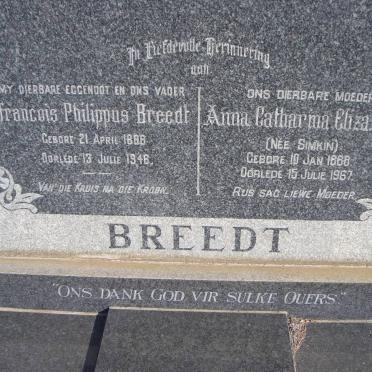 In Liefdevolle Herinnering
aan
MY DIERBARE EGGENOOT EN ONS VADER
Francois Philippus Breedt
GEBORE 21 APRIL 1888
OORLEDE 13 JULIE 1946.
VAN DIE KRUIS NA DIE KROON.
ONS DIERBARE MOEDER
Anna Catharina
(NEE SIMKIN)
GEBORE 10 JAN 1888
OORLEDE 15 JULIE 1967.
RUS SAG LIEWE MOEDER.
BREEDT
"ONS DANK GOD VIR SULKE OUERS."